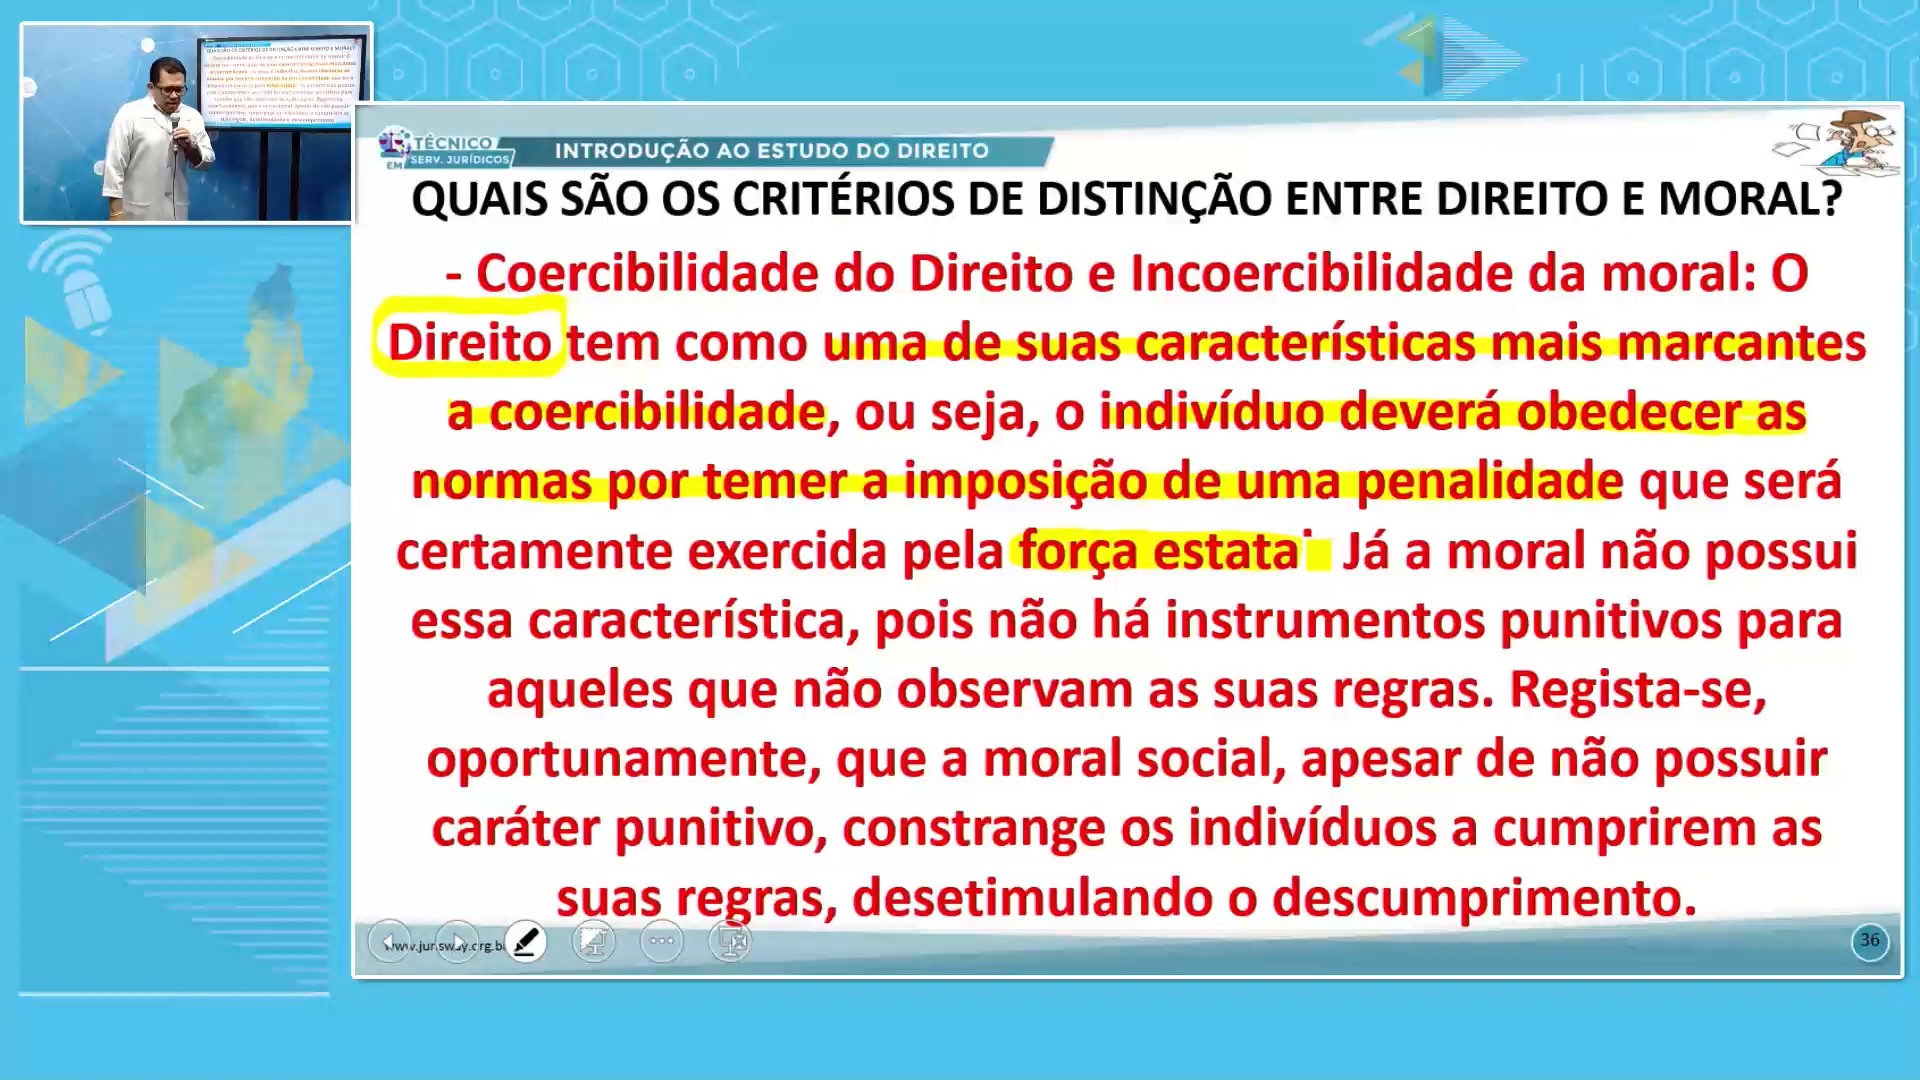 TÉCNICO
EM SERV. JURÍDICOS
INTRODUÇÃO AO ESTUDO DO DIREITO
QUAIS SÃO OS CRITÉRIOS DE DISTINÇÃO ENTRE DIREITO E MORAL?
- Coercibilidade do Direito e Incoercibilidade da moral: O
Direito tem como uma de suas características mais marcantes
a coercibilidade, ou seja, o indivíduo deverá obedecer as
normas por temer a imposição de uma penalidade que será
certamente exercida pela força estata Já a moral não possui
essa característica, pois não há instrumentos punitivos para
aqueles que não observam as suas regras. Regista-se,
oportunamente, que a moral social, apesar de não possuir
caráter punitivo, constrange os indivíduos a cumprirem as
suas regras, desetimulando o descumprimento.
www.jurisway.org.b
36